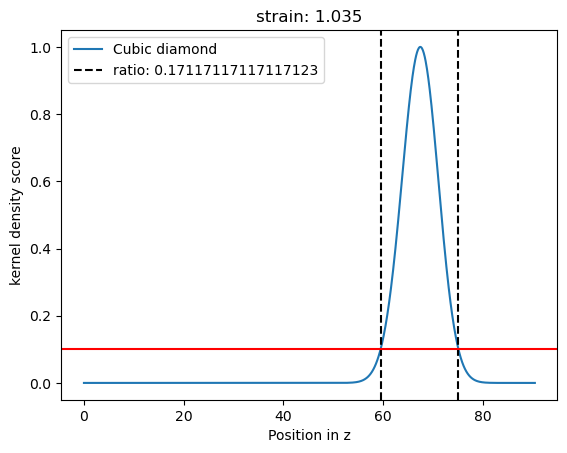 strain: 1.035
Cubic diamond
ratio: 0.17117117117117123
1.0
0.8
0.6
0.4
0.2
0.0
kernel density score
0
20
40
60
80
Position in z